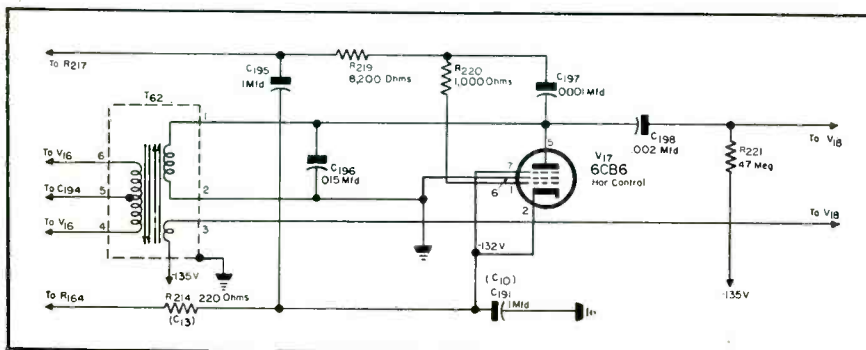 To R217
R219
8,200 Ohms
R220
1,000 Ohms
C195
.1 Mfd
C197
.0001 Mfd
T62
1
5
C198
.002 Mfd
To V18
To V16
6
C196
.015 Mfd
V17
6CB6
Hor Control
7
6
1
2
R221
.47 Meg
To C194
5
2
To V16
4
3
To V18
-132V
-135V
-135V
(C10)
To R164
R214 220 Ohms
(C13)
C191
.1 Mfd